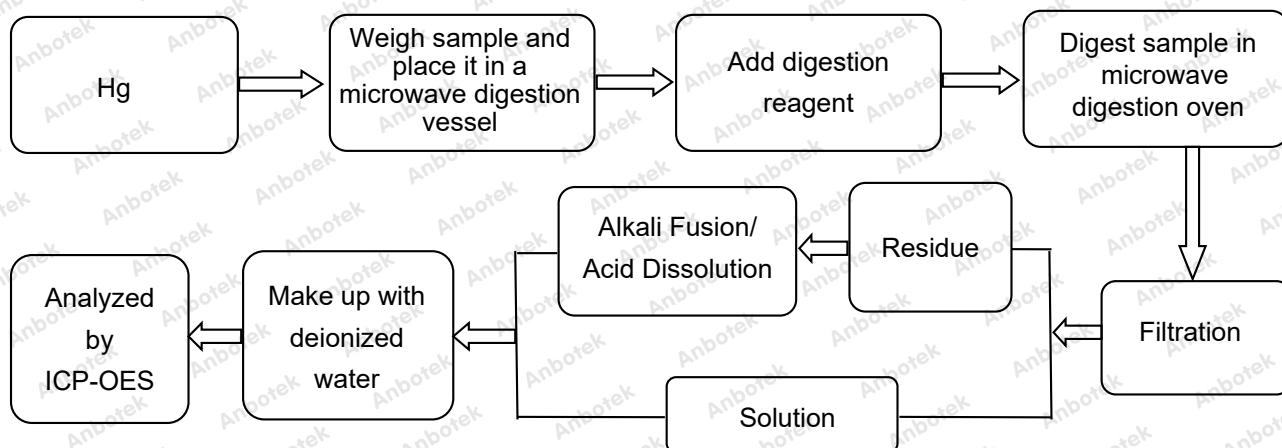 Hg
Weigh sample and
place it in a
microwave digestion
vessel
Add digestion
reagent
Digest sample in
microwave
digestion oven
Filtration
Residue
Alkali Fusion/
Acid Dissolution
Solution
Make up with
deionized
water
Analyzed
by
ICP-OES
Anbotek